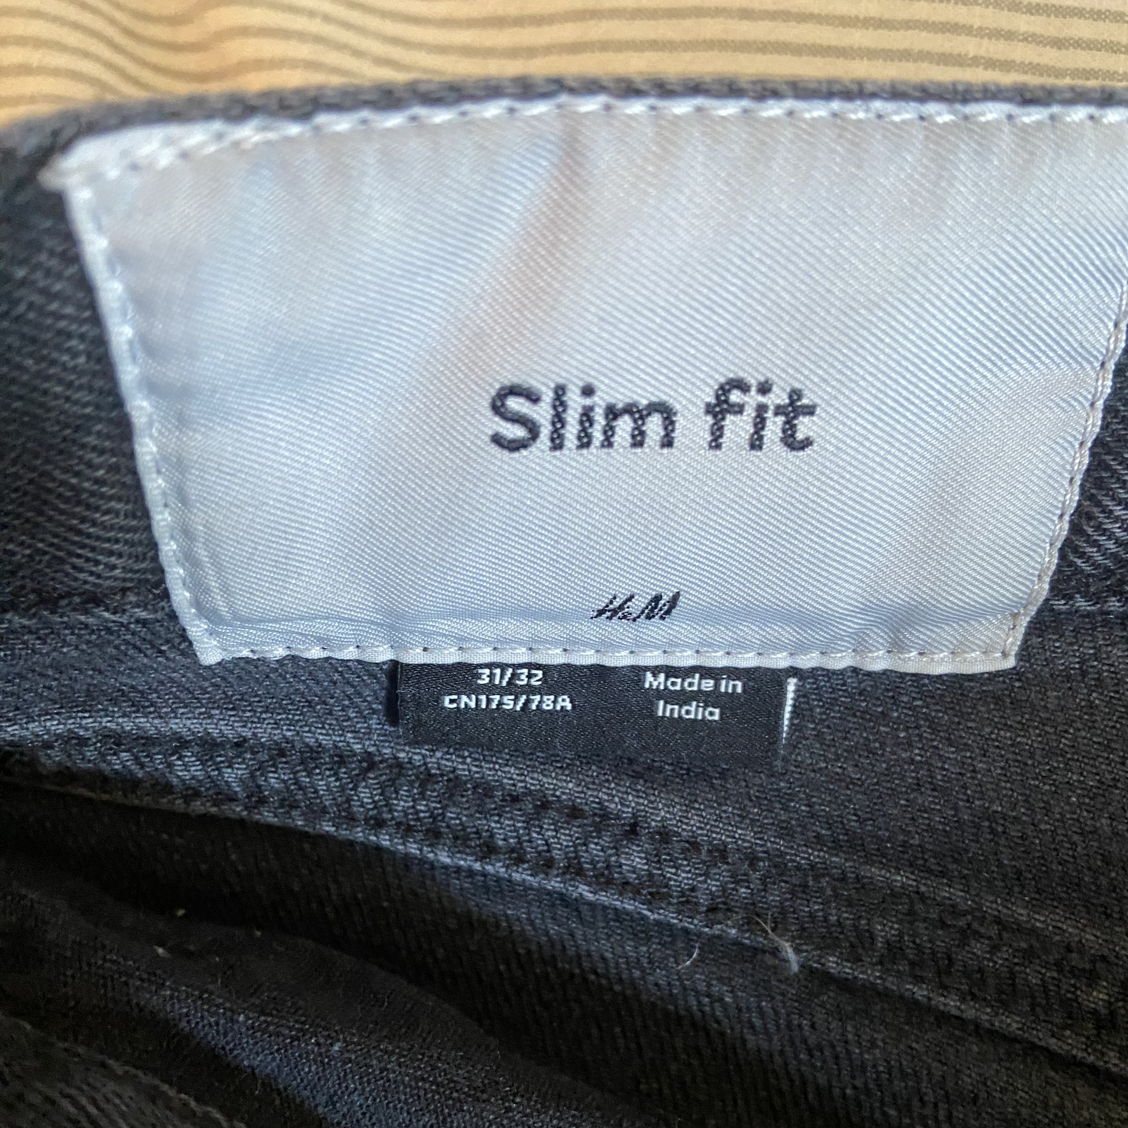 Slim fit
H&M
31/32
CN175/78A
Made in
India